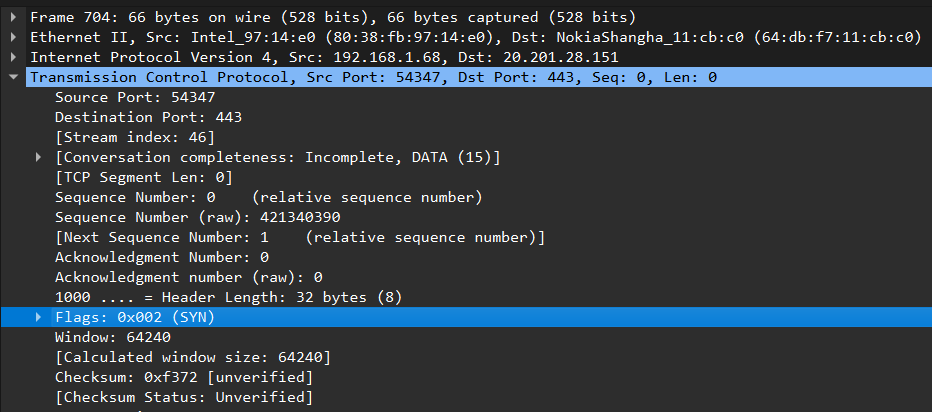 Frame 704: 66 bytes on wire (528 bits), 66 bytes captured (528 bits)
Ethernet II, Src: Intel_97:14:e0 (80:38:fb:97:14:e0), Dst: NokiaShangha_11:cb:c0 (64:db:f7:11:cb:c0)
Internet Protocol Version 4, Src: 192.168.1.68, Dst: 20.201.28.151
Transmission Control Protocol, Src Port: 54347, Dst Port: 443, Seq: 0, Len: 0
Source Port: 54347
Destination Port: 443
[Stream index: 46]
[Conversation completeness: Incomplete, DATA (15)]
[TCP Segment Len: 0]
Sequence Number: 0    (relative sequence number)
Sequence Number (raw): 421340390
[Next Sequence Number: 1    (relative sequence number)]
Acknowledgment Number: 0
Acknowledgment number (raw): 0
1000 .... = Header Length: 32 bytes (8)
Flags: 0x002 (SYN)
Window: 64240
[Calculated window size: 64240]
Checksum: 0xf372 [unverified]
[Checksum Status: Unverified]